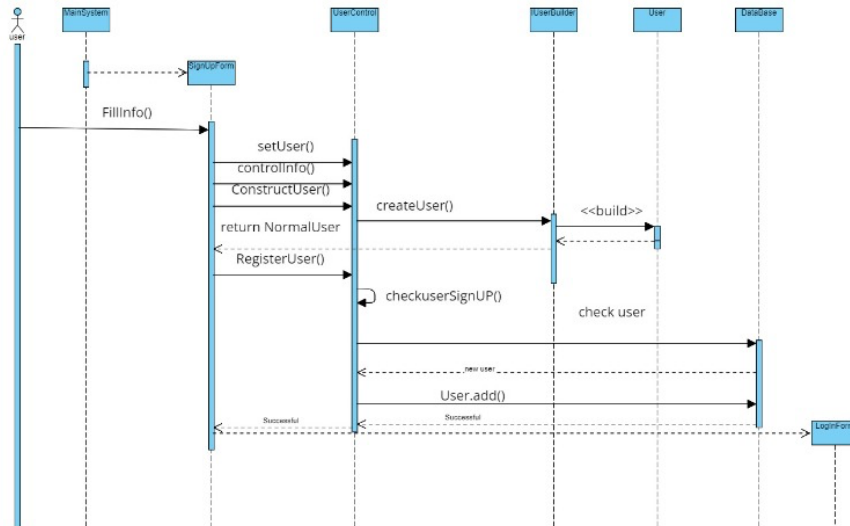 MainSystem
UserControl
IUserBuilder
User
DataBase
user
SignUpForm
FillInfo()
setUser()
controlInfo()
ConstructUser()
createUser()
<<build>>
return NormalUser
RegisterUser()
checkuserSignUP()
check user
new user
User.add()
Successful
Successful
LogInForm